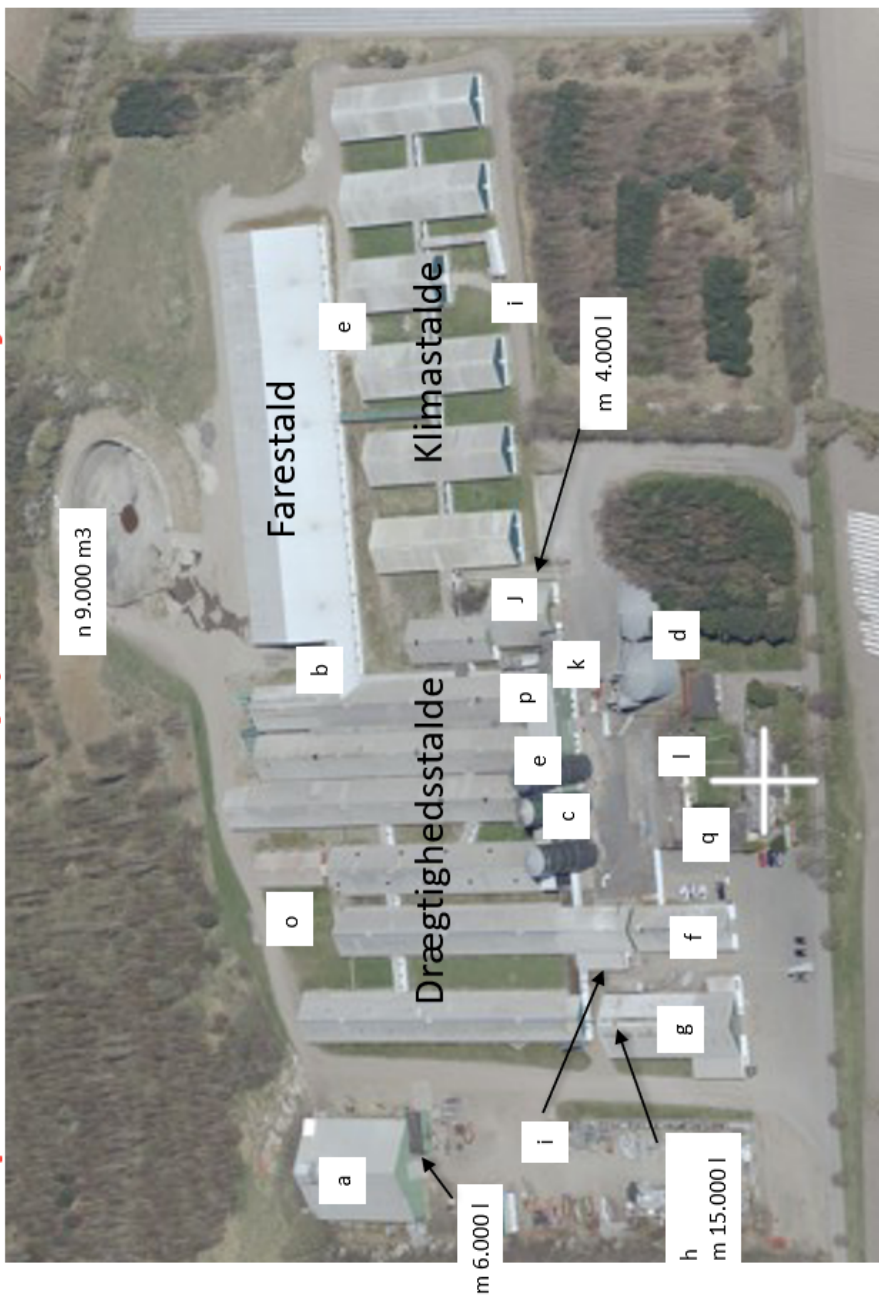 n 9.000 m3
Farestald
o
b
a
e
Drægtighedsstalde
Klimastalde
m 6.000 l
i
J
p
e
i
c
k
m 4.000 l
h
m 15.000 l
g
f
q
l
d